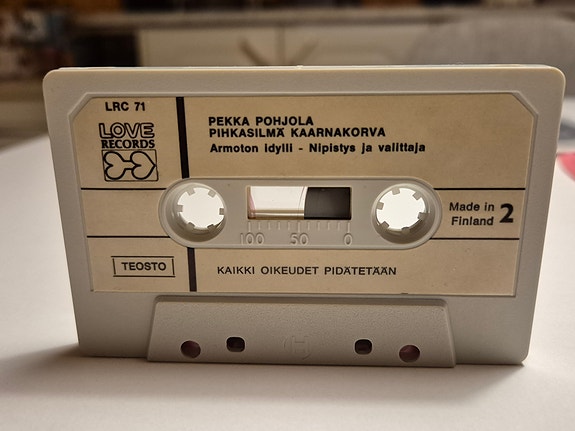 LRC 71
LOVE
RECORDS
PEKKA POHJOLA
PIHKASILMÄ KAARNAKORVA
Armoton idylli - Nipistys ja valittaja
100 50 0
Made in
Finland 2
TEOSTO
KAIKKI OIKEUDET PIDÄTETÄÄN